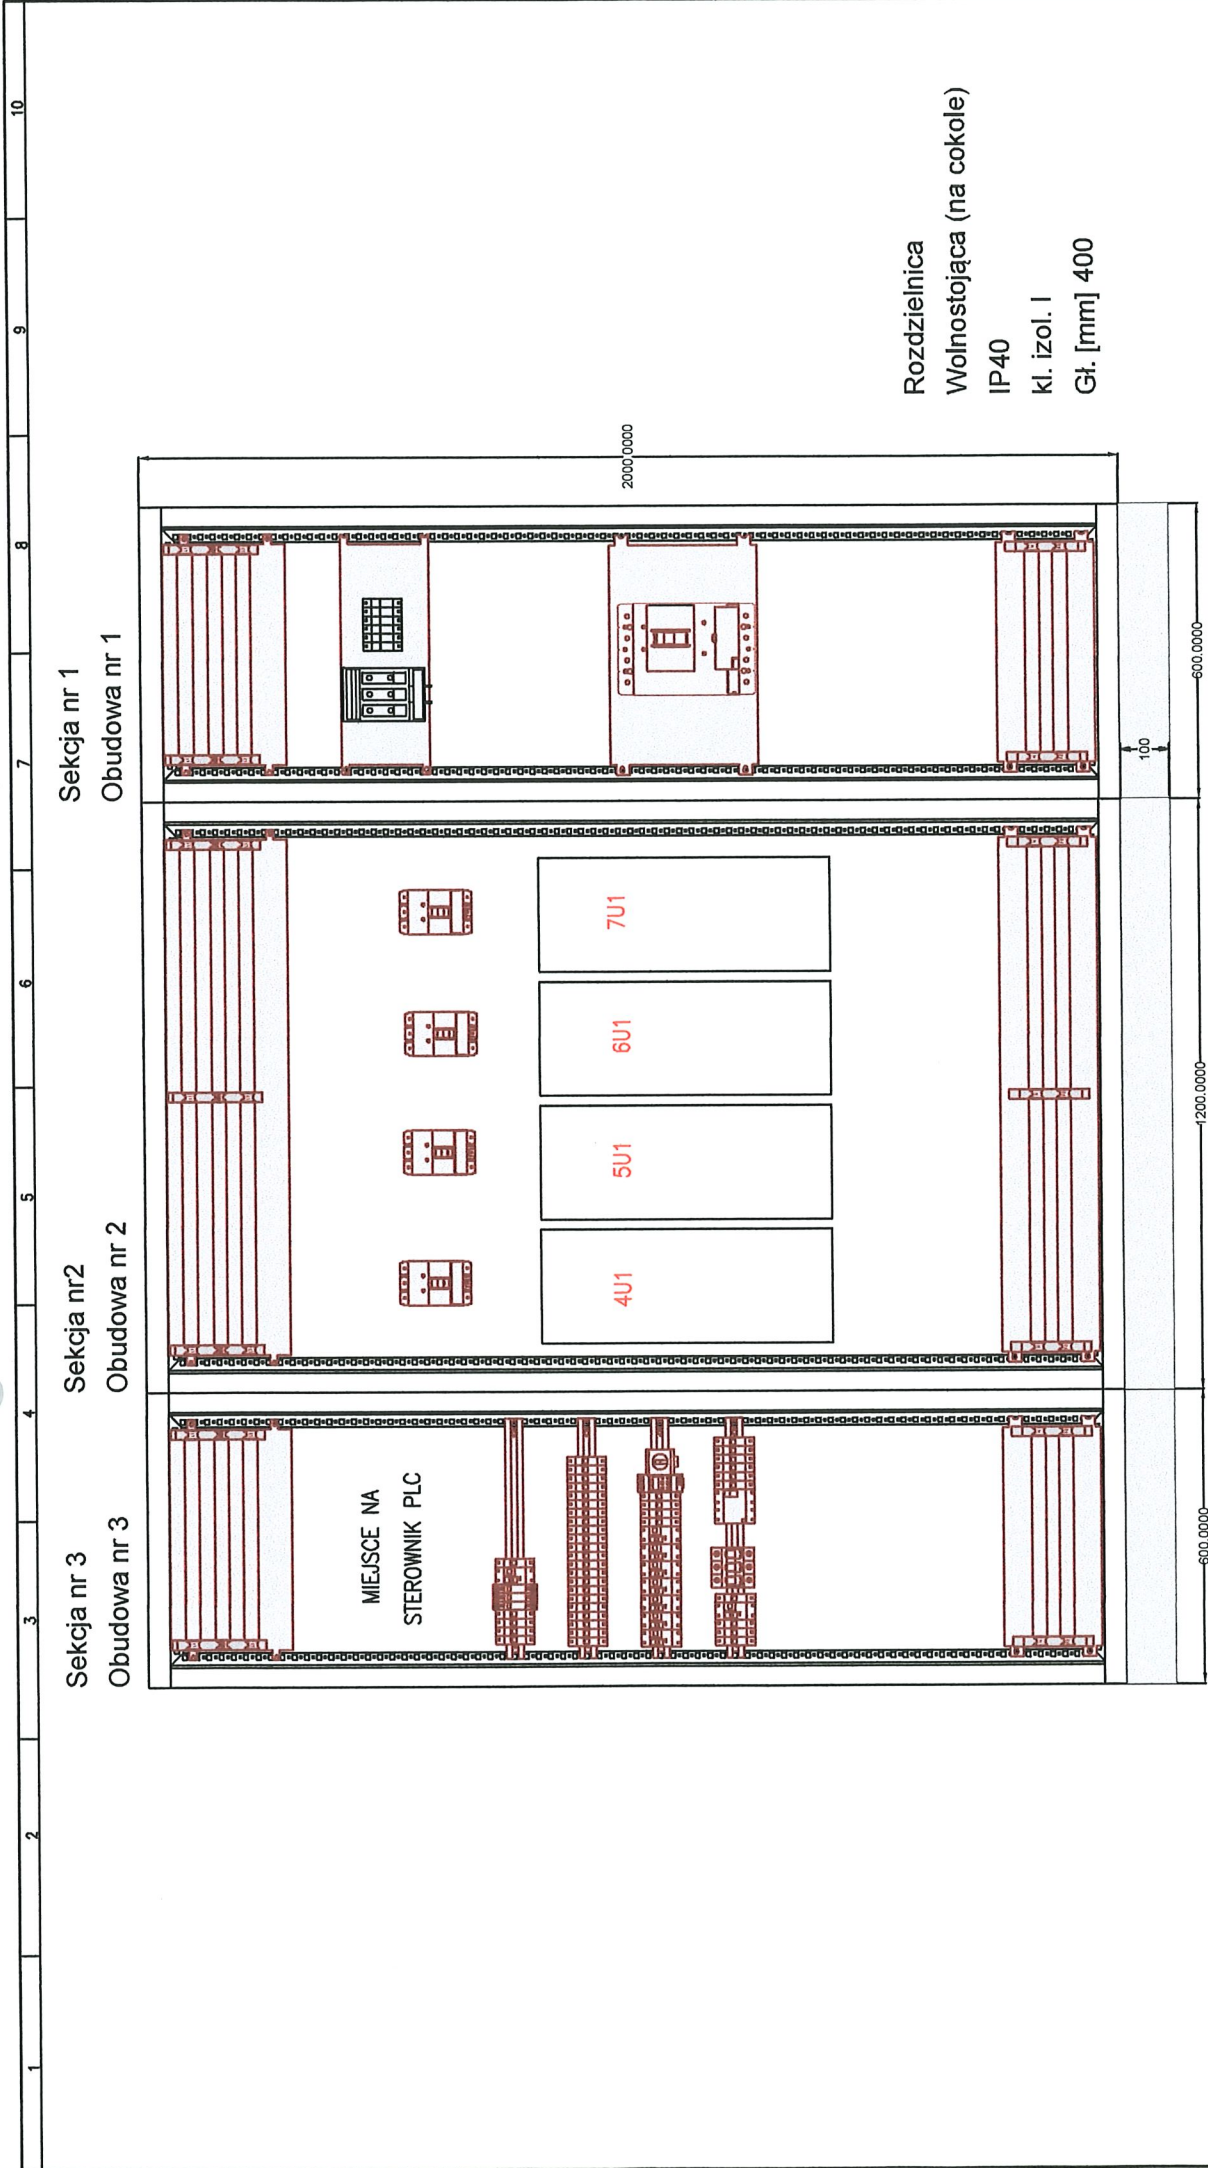 1
2
3
4
5
6
7
8
9
10
Sekcja nr 3
Obudowa nr 3
Sekcja nr2
Obudowa nr 2
Sekcja nr 1
Obudowa nr 1
MIEJSCE NA
STEROWNIK PLC
4U1
5U1
6U1
7U1
2000.0000
100
600.0000
1200.0000
600.0000
Rozdzielnica
Wolnostojąca (na cokole)
IP40
kl. izol. I
Gł. [mm] 400